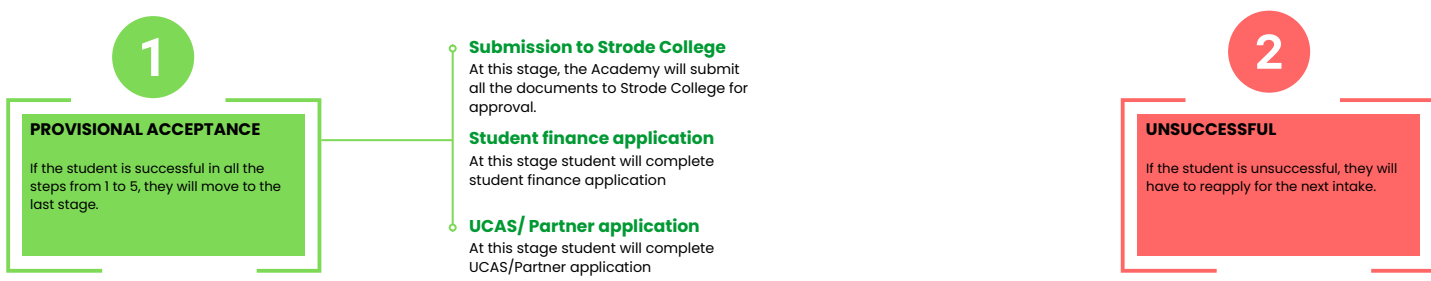 1
PROVISIONAL ACCEPTANCE
If the student is successful in all the
steps from 1 to 5, they will move to the
last stage.
Submission to Strode College
At this stage, the Academy will submit
all the documents to Strode College for
approval.
Student finance application
At this stage student will complete
student finance application
UCAS/ Partner application
At this stage student will complete
UCAS/Partner application
2
UNSUCCESSFUL
If the student is unsuccessful, they will
have to reapply for the next intake.